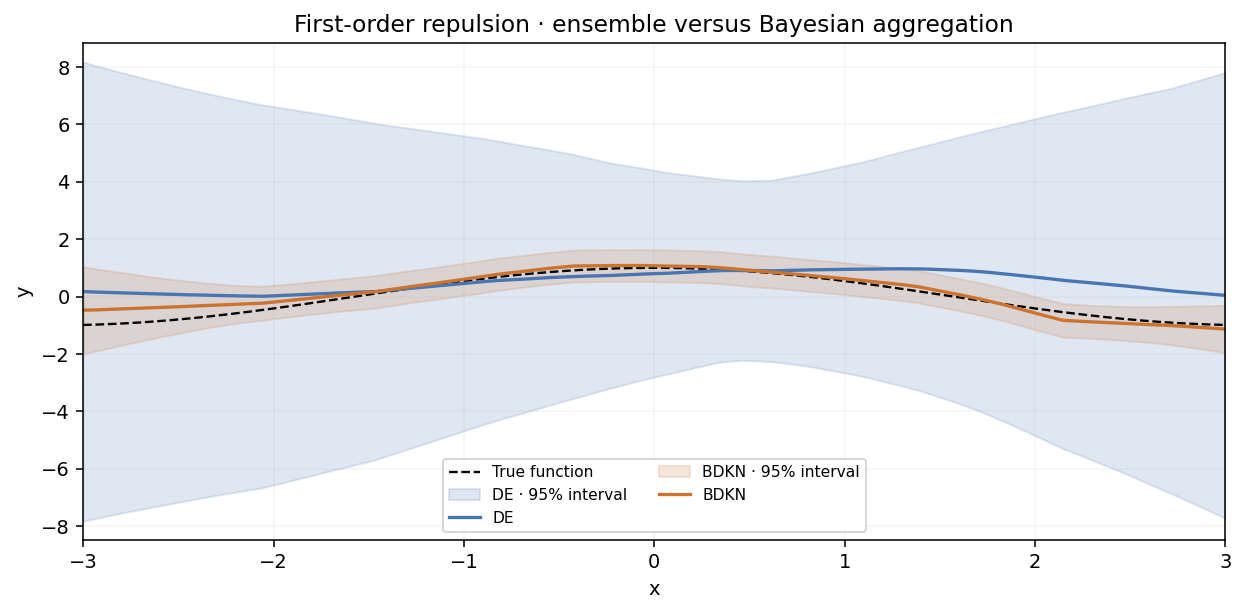 First-order repulsion · ensemble versus Bayesian aggregation
y
8
6
4
2
0
−2
−4
−6
−8
True function
DE · 95% interval
DE
BDKN · 95% interval
BDKN
−3 −2 −1 0 1 2 3
x